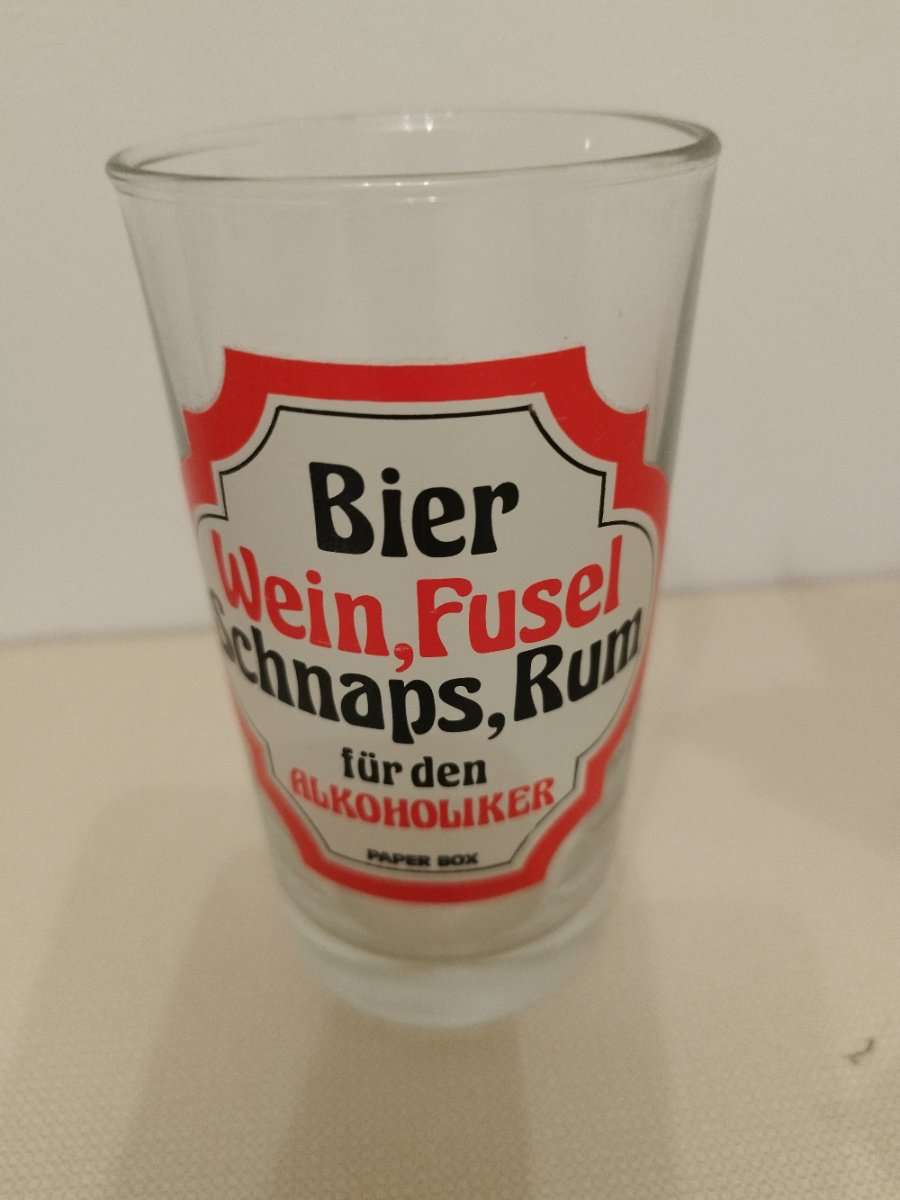 Bier
Wein, Fusel
Schnaps, Rum
für den
ALKOHOLIKER
PAPER BOX